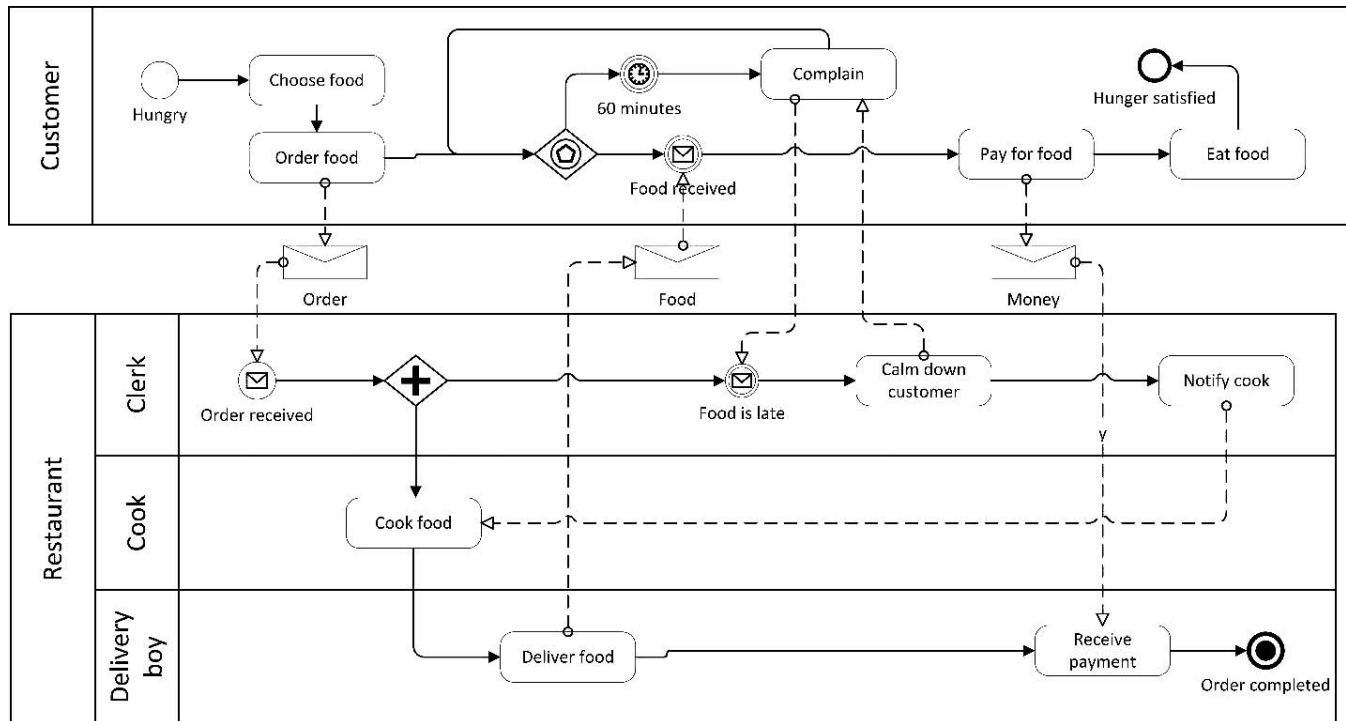 Customer
Hungry
Choose food
Order food
60 minutes
Complain
Food received
Pay for food
Hunger satisfied
Eat food
Order
Food
Money
Restaurant
Clerk
Order received
Food is late
Calm down
customer
Notify cook
Cook
Cook food
Delivery
boy
Deliver food
Receive
payment
Order completed